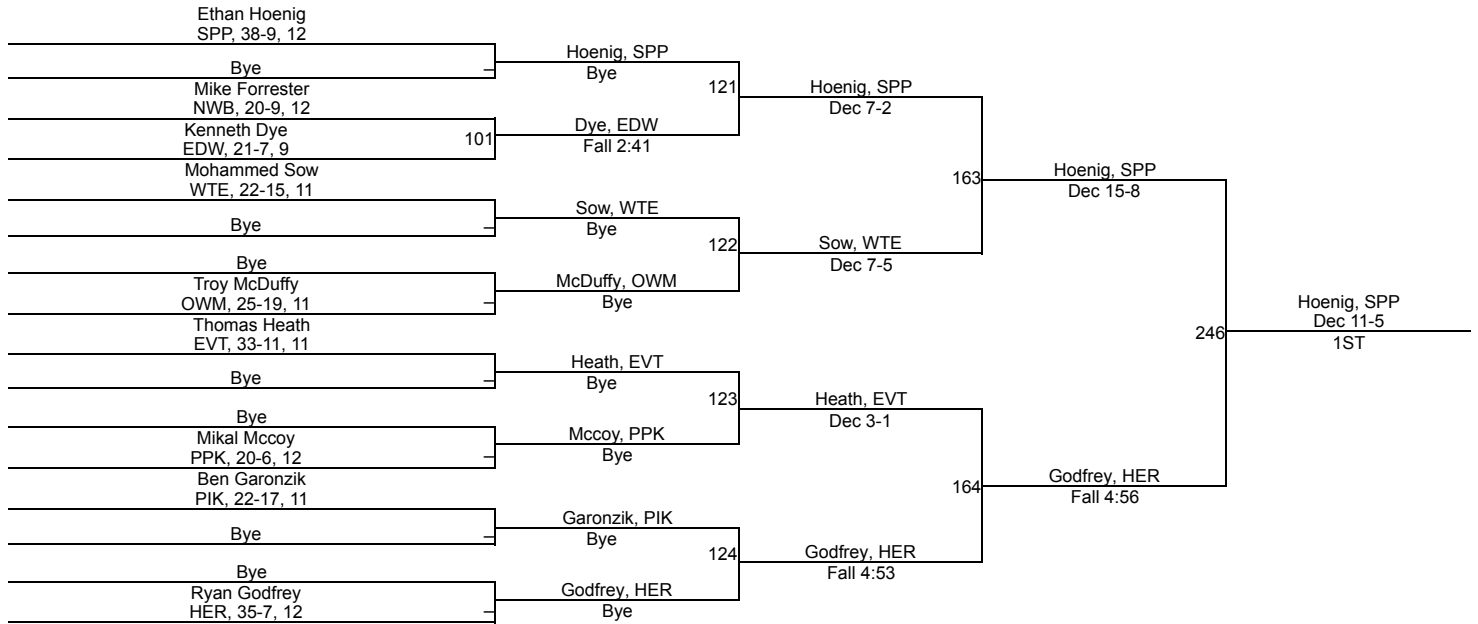 Ethan Hoenig
SPP, 38-9, 12
Bye
Mike Forrester
NWB, 20-9, 12
Kenneth Dye
EDW, 21-7, 9
101
Mohammed Sow
WTE, 22-15, 11
Bye
Bye
Troy McDuffy
OWM, 25-19, 11
Thomas Heath
EVT, 33-11, 11
Bye
Bye
Mikal Mccoy
PPK, 20-6, 12
Ben Garonzik
PIK, 22-17, 11
Bye
Bye
Ryan Godfrey
HER, 35-7, 12
Hoenig, SPP
Bye
121
Dye, EDW
Fall 2:41
Sow, WTE
Bye
122
McDuffy, OWM
Bye
Heath, EVT
Bye
123
Mccoy, PPK
Bye
Garonzik, PIK
Bye
124
Godfrey, HER
Bye
Hoenig, SPP
Dec 7-2
163
Sow, WTE
Dec 7-5
Heath, EVT
Dec 3-1
164
Godfrey, HER
Fall 4:53
Hoenig, SPP
Dec 15-8
246
Godfrey, HER
Fall 4:56
Hoenig, SPP
Dec 11-5
1ST